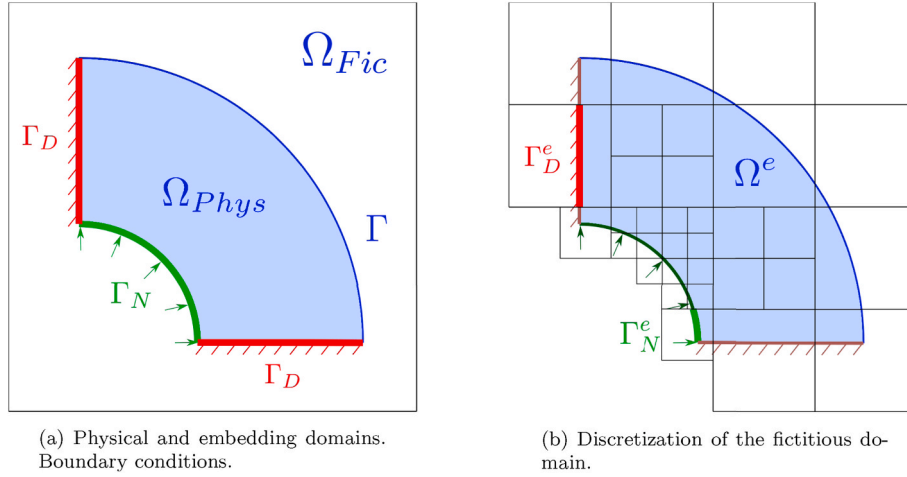 Ω_Fic
Γ_D
Ω_Phys
Γ
Γ_N
Γ_D
(a) Physical and embedding domains.
Boundary conditions.
Γ_D^e
Ω^e
Γ_N^e
(b) Discretization of the fictitious do-
main.